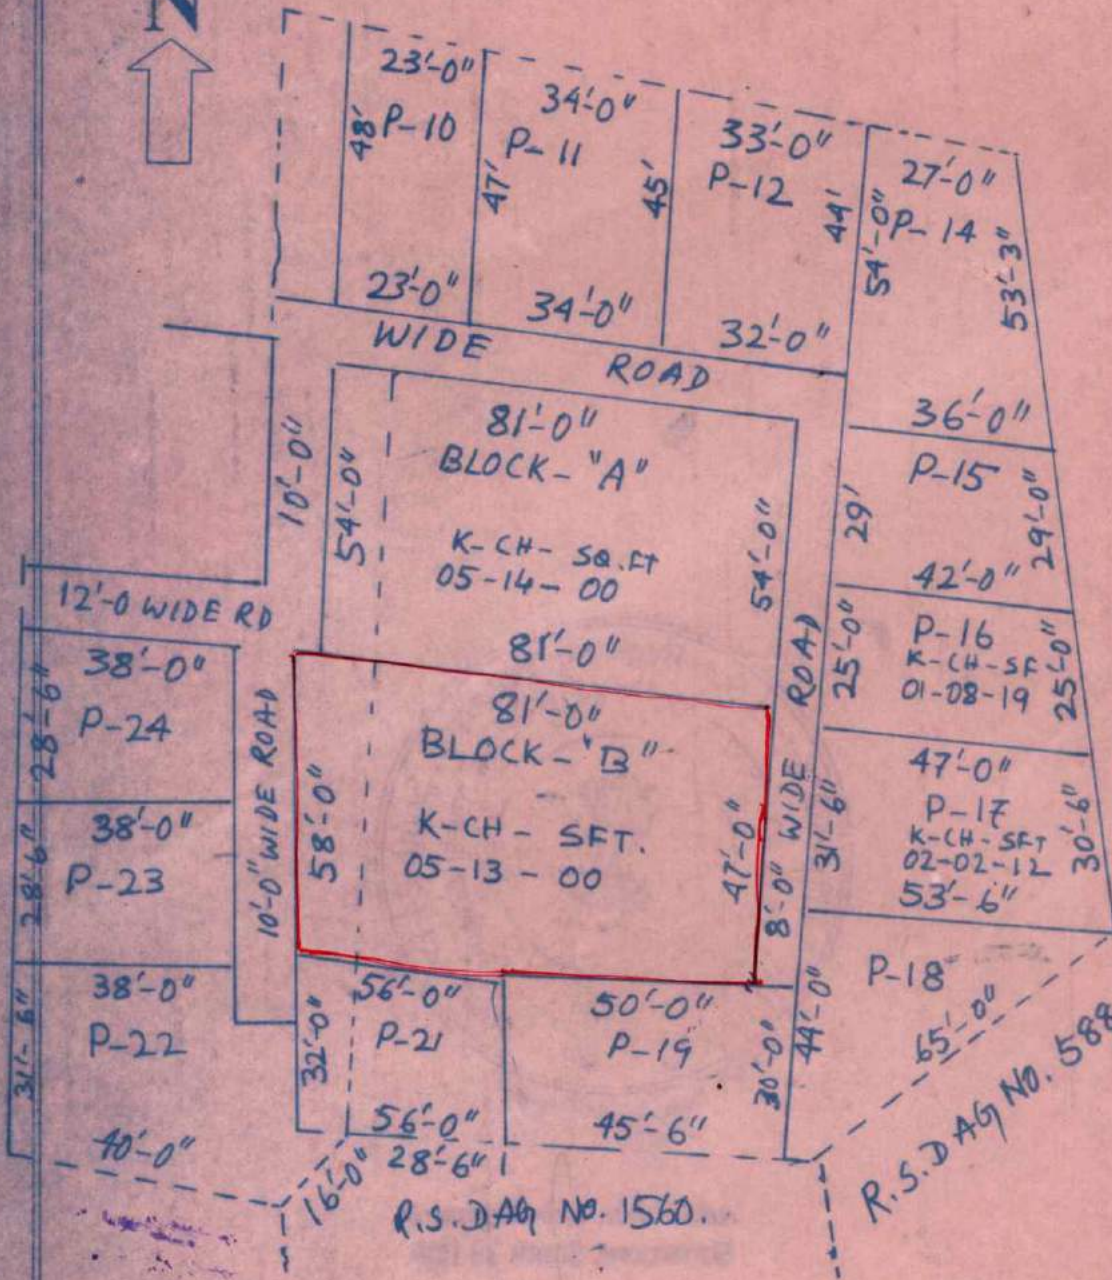 N
23'-0"
48'
P-10
23'-0"
34'-0"
P-11
47'
45'
34'-0"
33'-0"
P-12
44'
32'-0"
27'-0"
P-14
54'-0"
53'-3"
36'-0"
WIDE ROAD
10'-0"
81'-0"
BLOCK-"A"
54'-0"
54'-0"
K-CH-SQ.FT
05-14-00
81'-0"
P-15
29'
29'-0"
42'-0"
12'-0 WIDE RD
P-16
K-CH-SF
01-08-19
25'-0"
25'-0"
38'-0"
28'-6"
P-24
10'-0" WIDE ROAD
81'-0"
BLOCK-"B"
58'-0"
47'-0"
K-CH-SFT.
05-13-00
8'-0" WIDE ROAD
47'-0"
P-17
K-CH-SFT
02-02-12
31'-6"
30'-6"
53'-6"
38'-0"
28'-6"
P-23
38'-0"
P-22
31'-6"
40'-0"
56'-0"
P-21
32'-0"
56'-0"
28'-6"
16'-0"
50'-0"
P-19
30'-0"
45'-6"
P-18
44'-0"
65'-0"
R.S.DAG NO. 1560.
R.S.DAG NO. 588